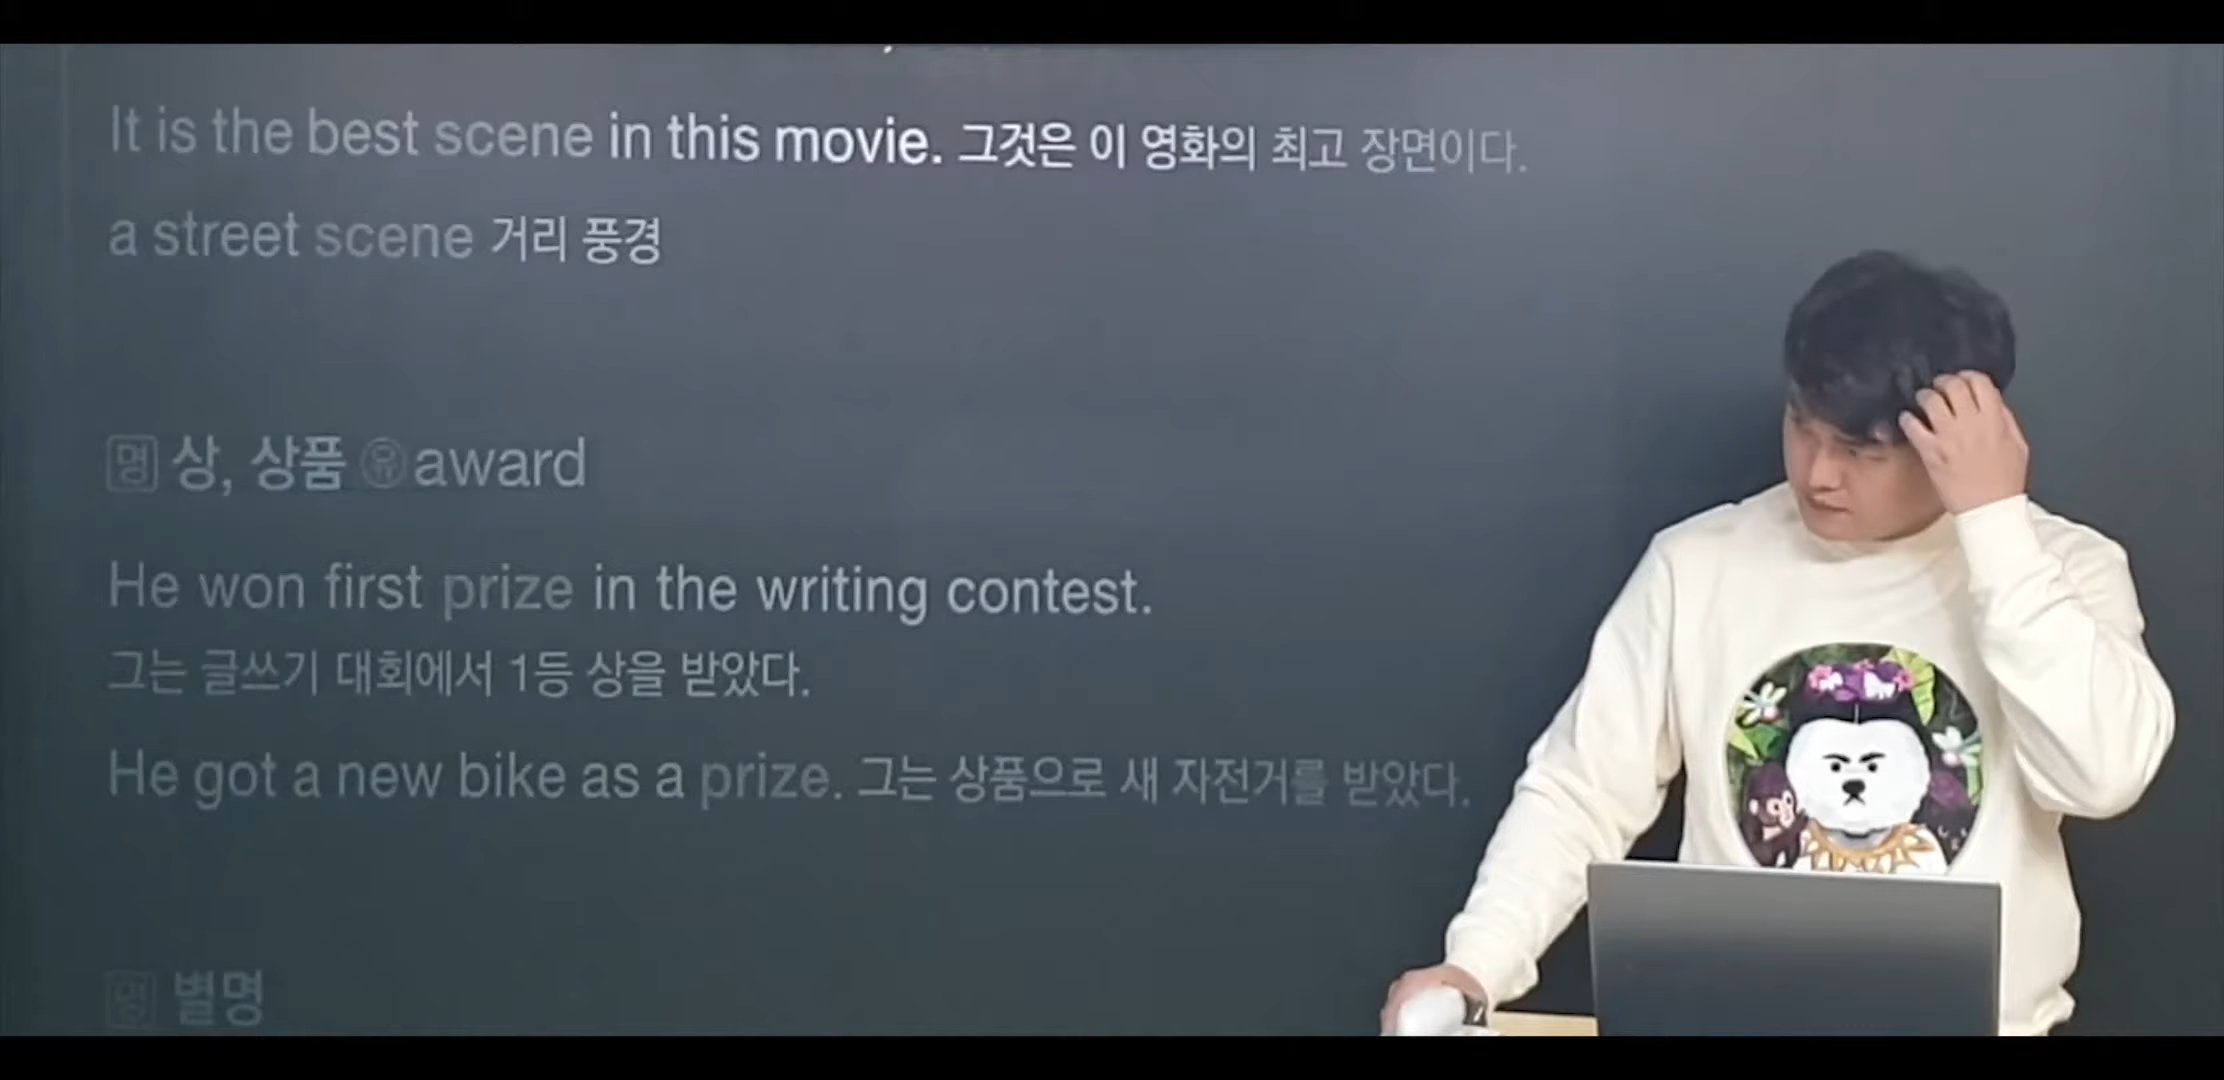 It is the best scene in this movie. 그것은 이 영화의 최고 장면이다.
a street scene 거리 풍경
명 상, 상품 유 award
He won first prize in the writing contest.
그는 글쓰기 대회에서 1등 상을 받았다.
He got a new bike as a prize. 그는 상품으로 새 자전거를 받았다.
명 별명